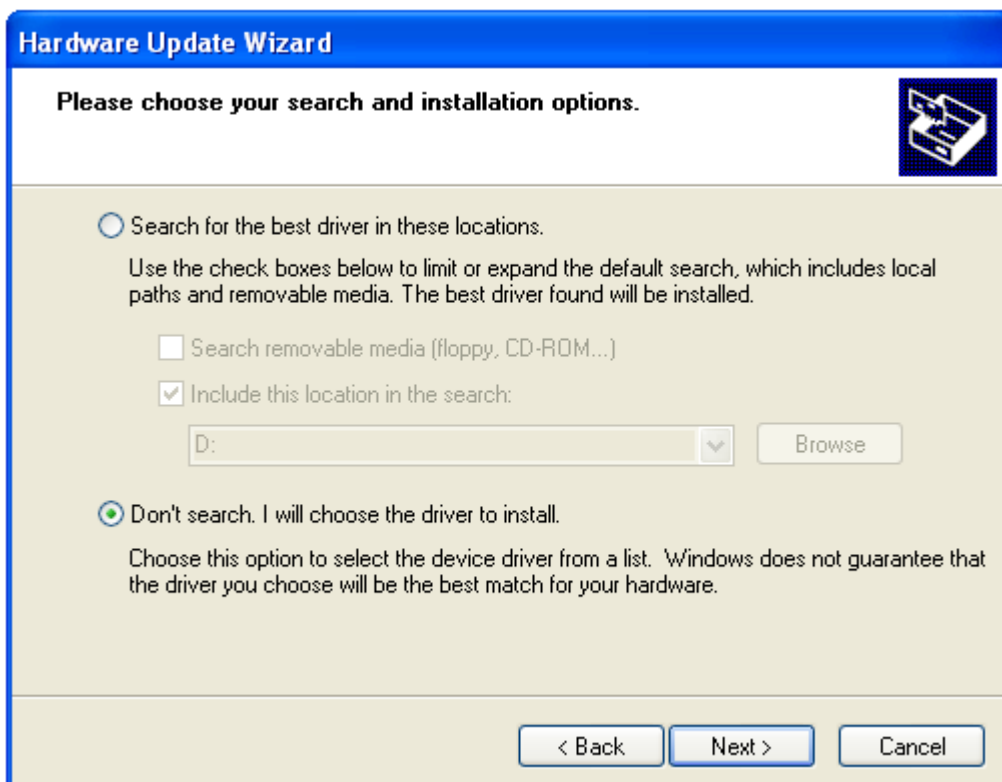 Hardware Update Wizard
Please choose your search and installation options.
Search for the best driver in these locations.
Use the check boxes below to limit or expand the default search, which includes local
paths and removable media. The best driver found will be installed.
Search removable media (floppy, CD-ROM...)
Include this location in the search:
D:
Browse
Don't search. I will choose the driver to install.
Choose this option to select the device driver from a list.  Windows does not guarantee that
the driver you choose will be the best match for your hardware.
< Back
Next >
Cancel